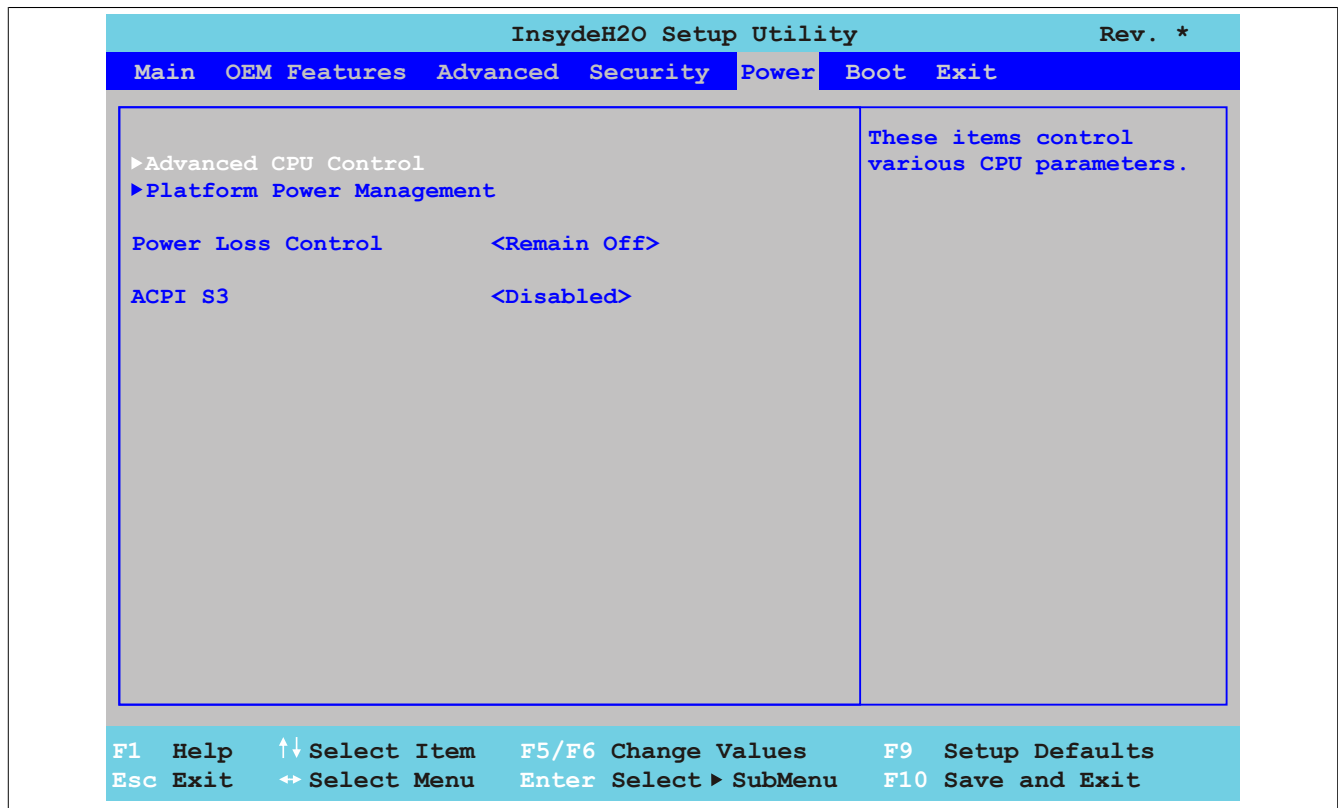 InsydeH2O Setup Utility Rev. *
Main OEM Features Advanced Security Power Boot Exit
▶Advanced CPU Control
▶Platform Power Management
Power Loss Control <Remain Off>
ACPI S3 <Disabled>
These items control
various CPU parameters.
F1 Help ↑↓ Select Item F5/F6 Change Values F9 Setup Defaults
Esc Exit ↔ Select Menu Enter Select ▶ SubMenu F10 Save and Exit